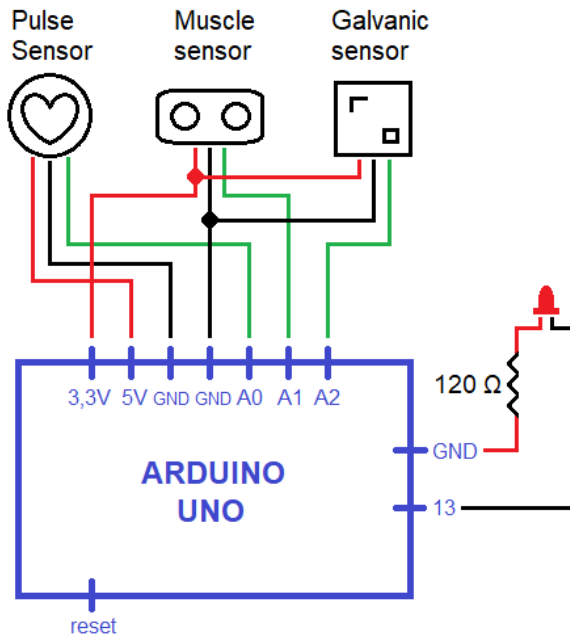 Pulse
Sensor
Muscle
sensor
Galvanic
sensor
120 Ω
3,3V 5V GND GND A0 A1 A2
GND
ARDUINO
UNO
13
reset